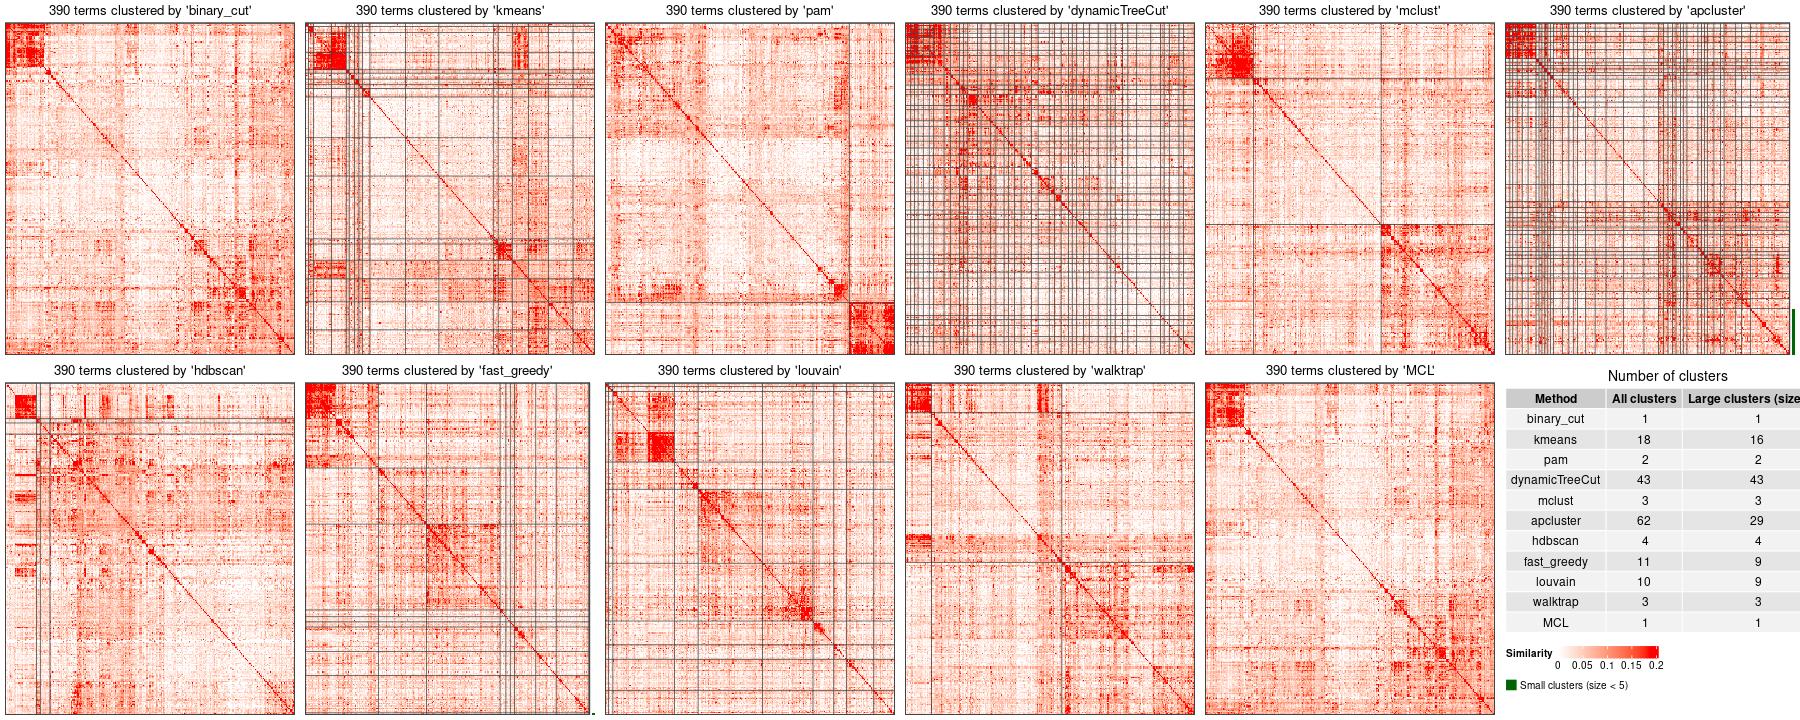 390 terms clustered by 'binary_cut'
390 terms clustered by 'kmeans'
390 terms clustered by 'pam'
390 terms clustered by 'dynamicTreeCut'
390 terms clustered by 'mclust'
390 terms clustered by 'apcluster'
390 terms clustered by 'hdbscan'
390 terms clustered by 'fast_greedy'
390 terms clustered by 'louvain'
390 terms clustered by 'walktrap'
390 terms clustered by 'MCL'
Number of clusters
Method All clusters Large clusters (size
binary_cut 1 1
kmeans 18 16
pam 2 2
dynamicTreeCut 43 43
mclust 3 3
apcluster 62 29
hdbscan 4 4
fast_greedy 11 9
louvain 10 9
walktrap 3 3
MCL 1 1
Similarity
0 0.05 0.1 0.15 0.2
Small clusters (size < 5)